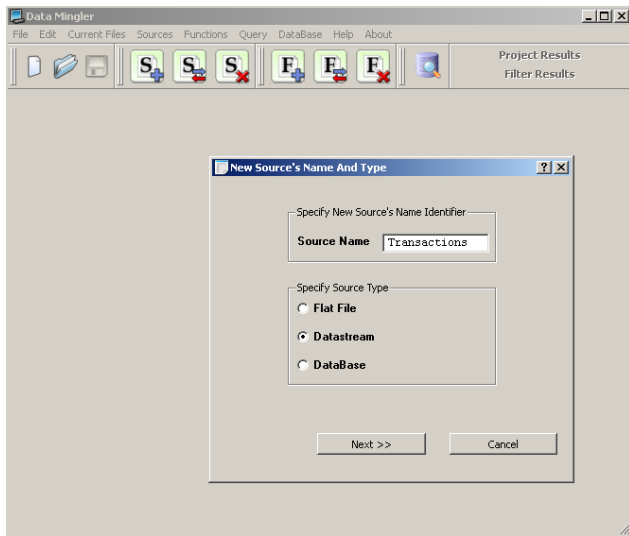 Data Mingler
File Edit Current Files Sources Functions Query DataBase Help About
S S S F F F
Project Results
Filter Results
New Source's Name And Type
Specify New Source's Name Identifier
Source Name Transactions
Specify Source Type
Flat File
Datastream
DataBase
Next >> Cancel